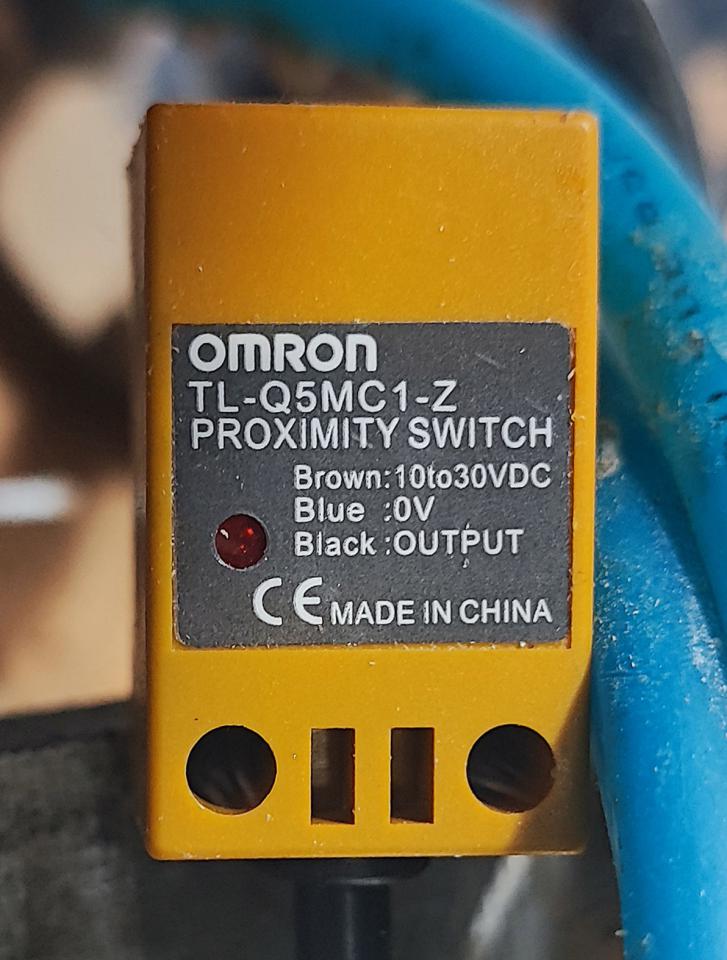 OMRON
TL-Q5MC1-Z
PROXIMITY SWITCH
Brown:10to30VDC
Blue :0V
Black :OUTPUT
CE MADE IN CHINA